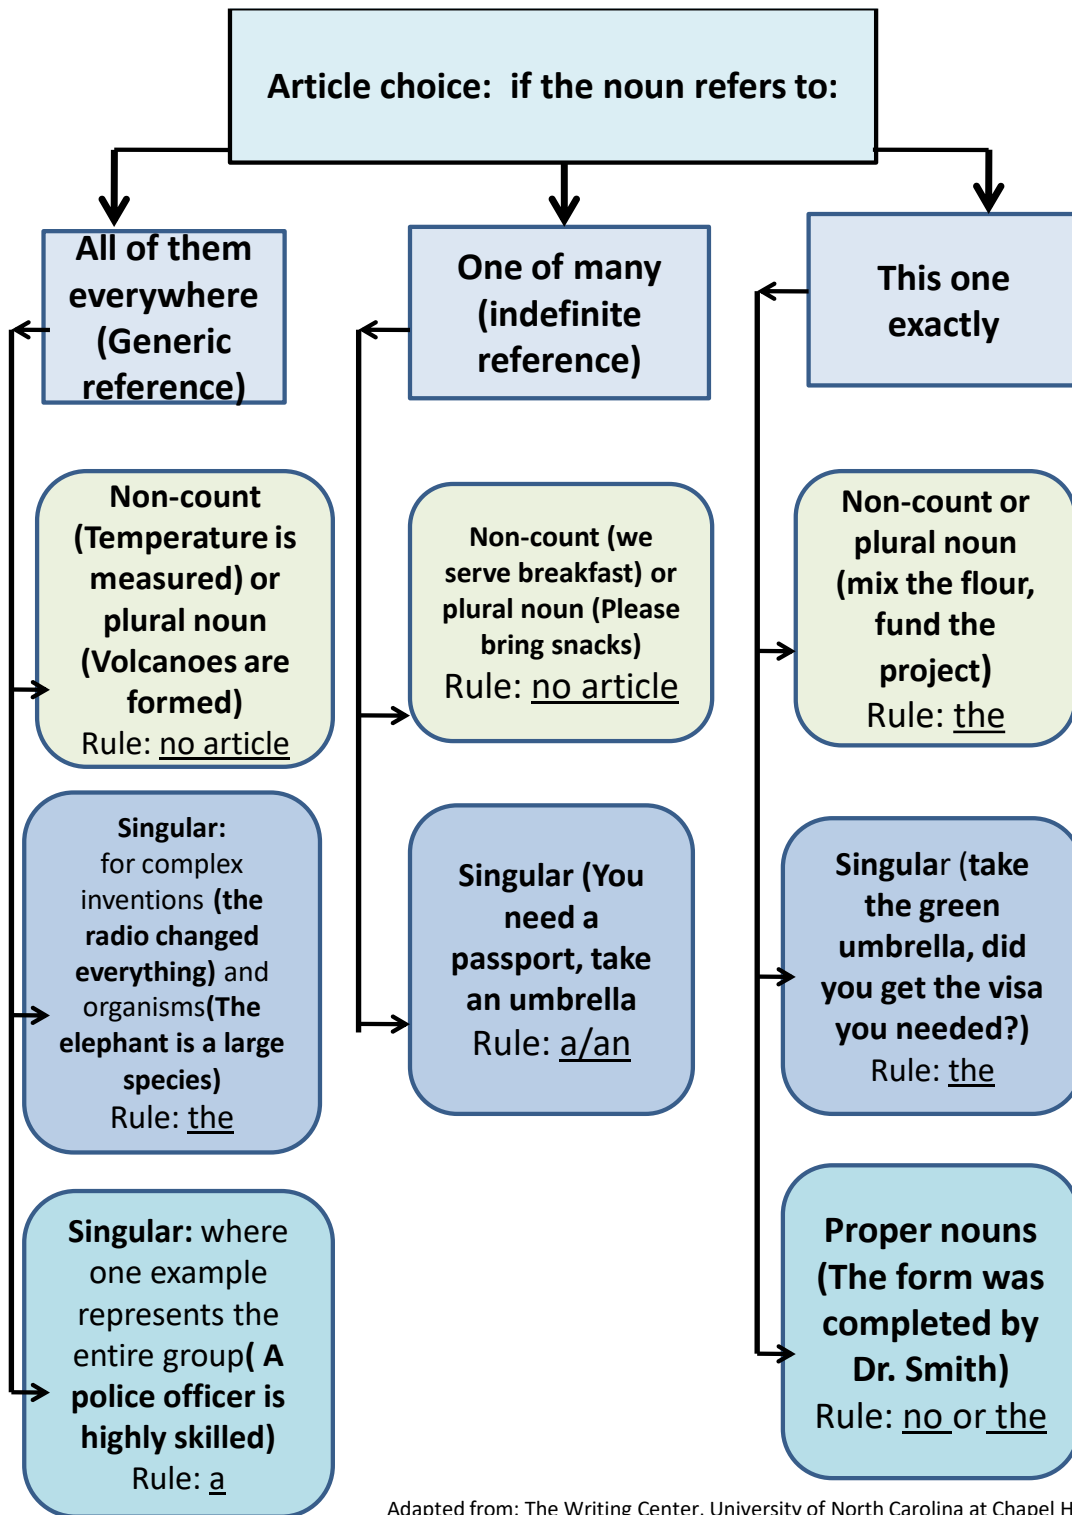 Article choice:  if the noun refers to:
All of them
everywhere
(Generic
reference)
Non-count
(Temperature is
measured) or
plural noun
(Volcanoes are
formed)
Rule: no article
Singular:
for complex
inventions (the
radio changed
everything) and
organisms(The
elephant is a large
species)
Rule: the
Singular: where
one example
represents the
entire group( A
police officer is
highly skilled)
Rule: a
One of many
(indefinite
reference)
Non-count (we
serve breakfast) or
plural noun (Please
bring snacks)
Rule: no article
Singular (You
need a
passport, take
an umbrella
Rule: a/an
This one
exactly
Non-count or
plural noun
(mix the flour,
fund the
project)
Rule: the
Singular (take
the green
umbrella, did
you get the visa
you needed?)
Rule: the
Proper nouns
(The form was
completed by
Dr. Smith)
Rule: no or the
Adapted from: The Writing Center, University of North Carolina at Chapel H